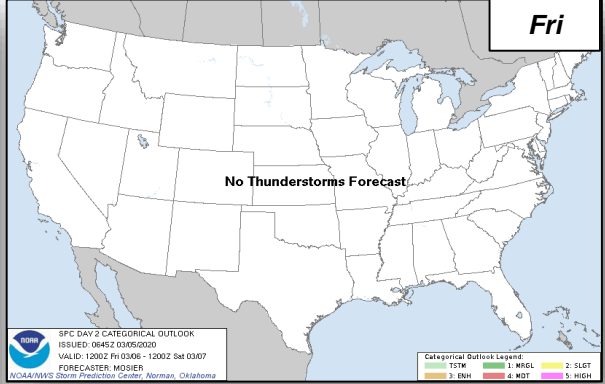 Fri
No Thunderstorms Forecast
NOAA
SPC DAY 2 CATEGORICAL OUTLOOK
ISSUED: 0645Z 03/05/2020
VALID: 1200Z Fri 03/06 - 1200Z Sat 03/07
FORECASTER: MOSIER
NOAA/NWS Storm Prediction Center, Norman, Oklahoma
Categorical Outlook Legend:
TSTM 1: MRGL 2: SLGT
3: ENH 4: MDT 5: HIGH